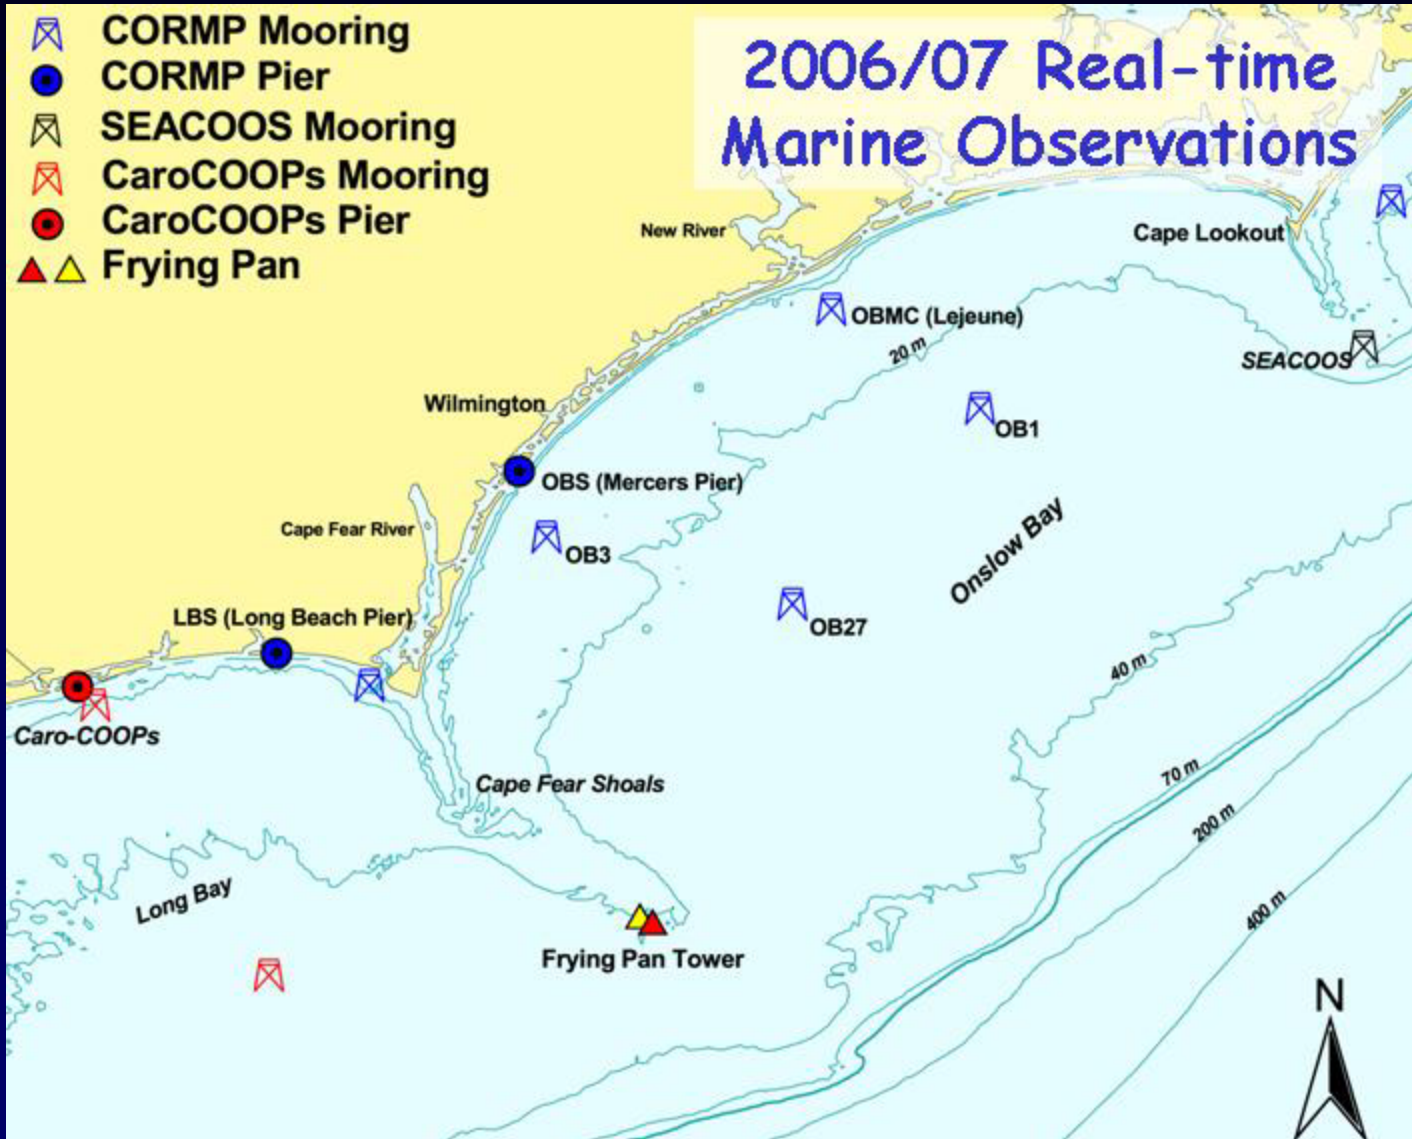 CORMP Mooring
CORMP Pier
SEACOOS Mooring
CaroCOOPs Mooring
CaroCOOPs Pier
Frying Pan
2006/07 Real-time
Marine Observations
New River
Cape Lookout
OBMC (Lejeune)
20 m
SEACOOS
Wilmington
OB1
OBS (Mercers Pier)
Cape Fear River
OB3
Onslow Bay
LBS (Long Beach Pier)
OB27
40 m
Caro-COOPs
Cape Fear Shoals
70 m
200 m
Long Bay
400 m
Frying Pan Tower
N